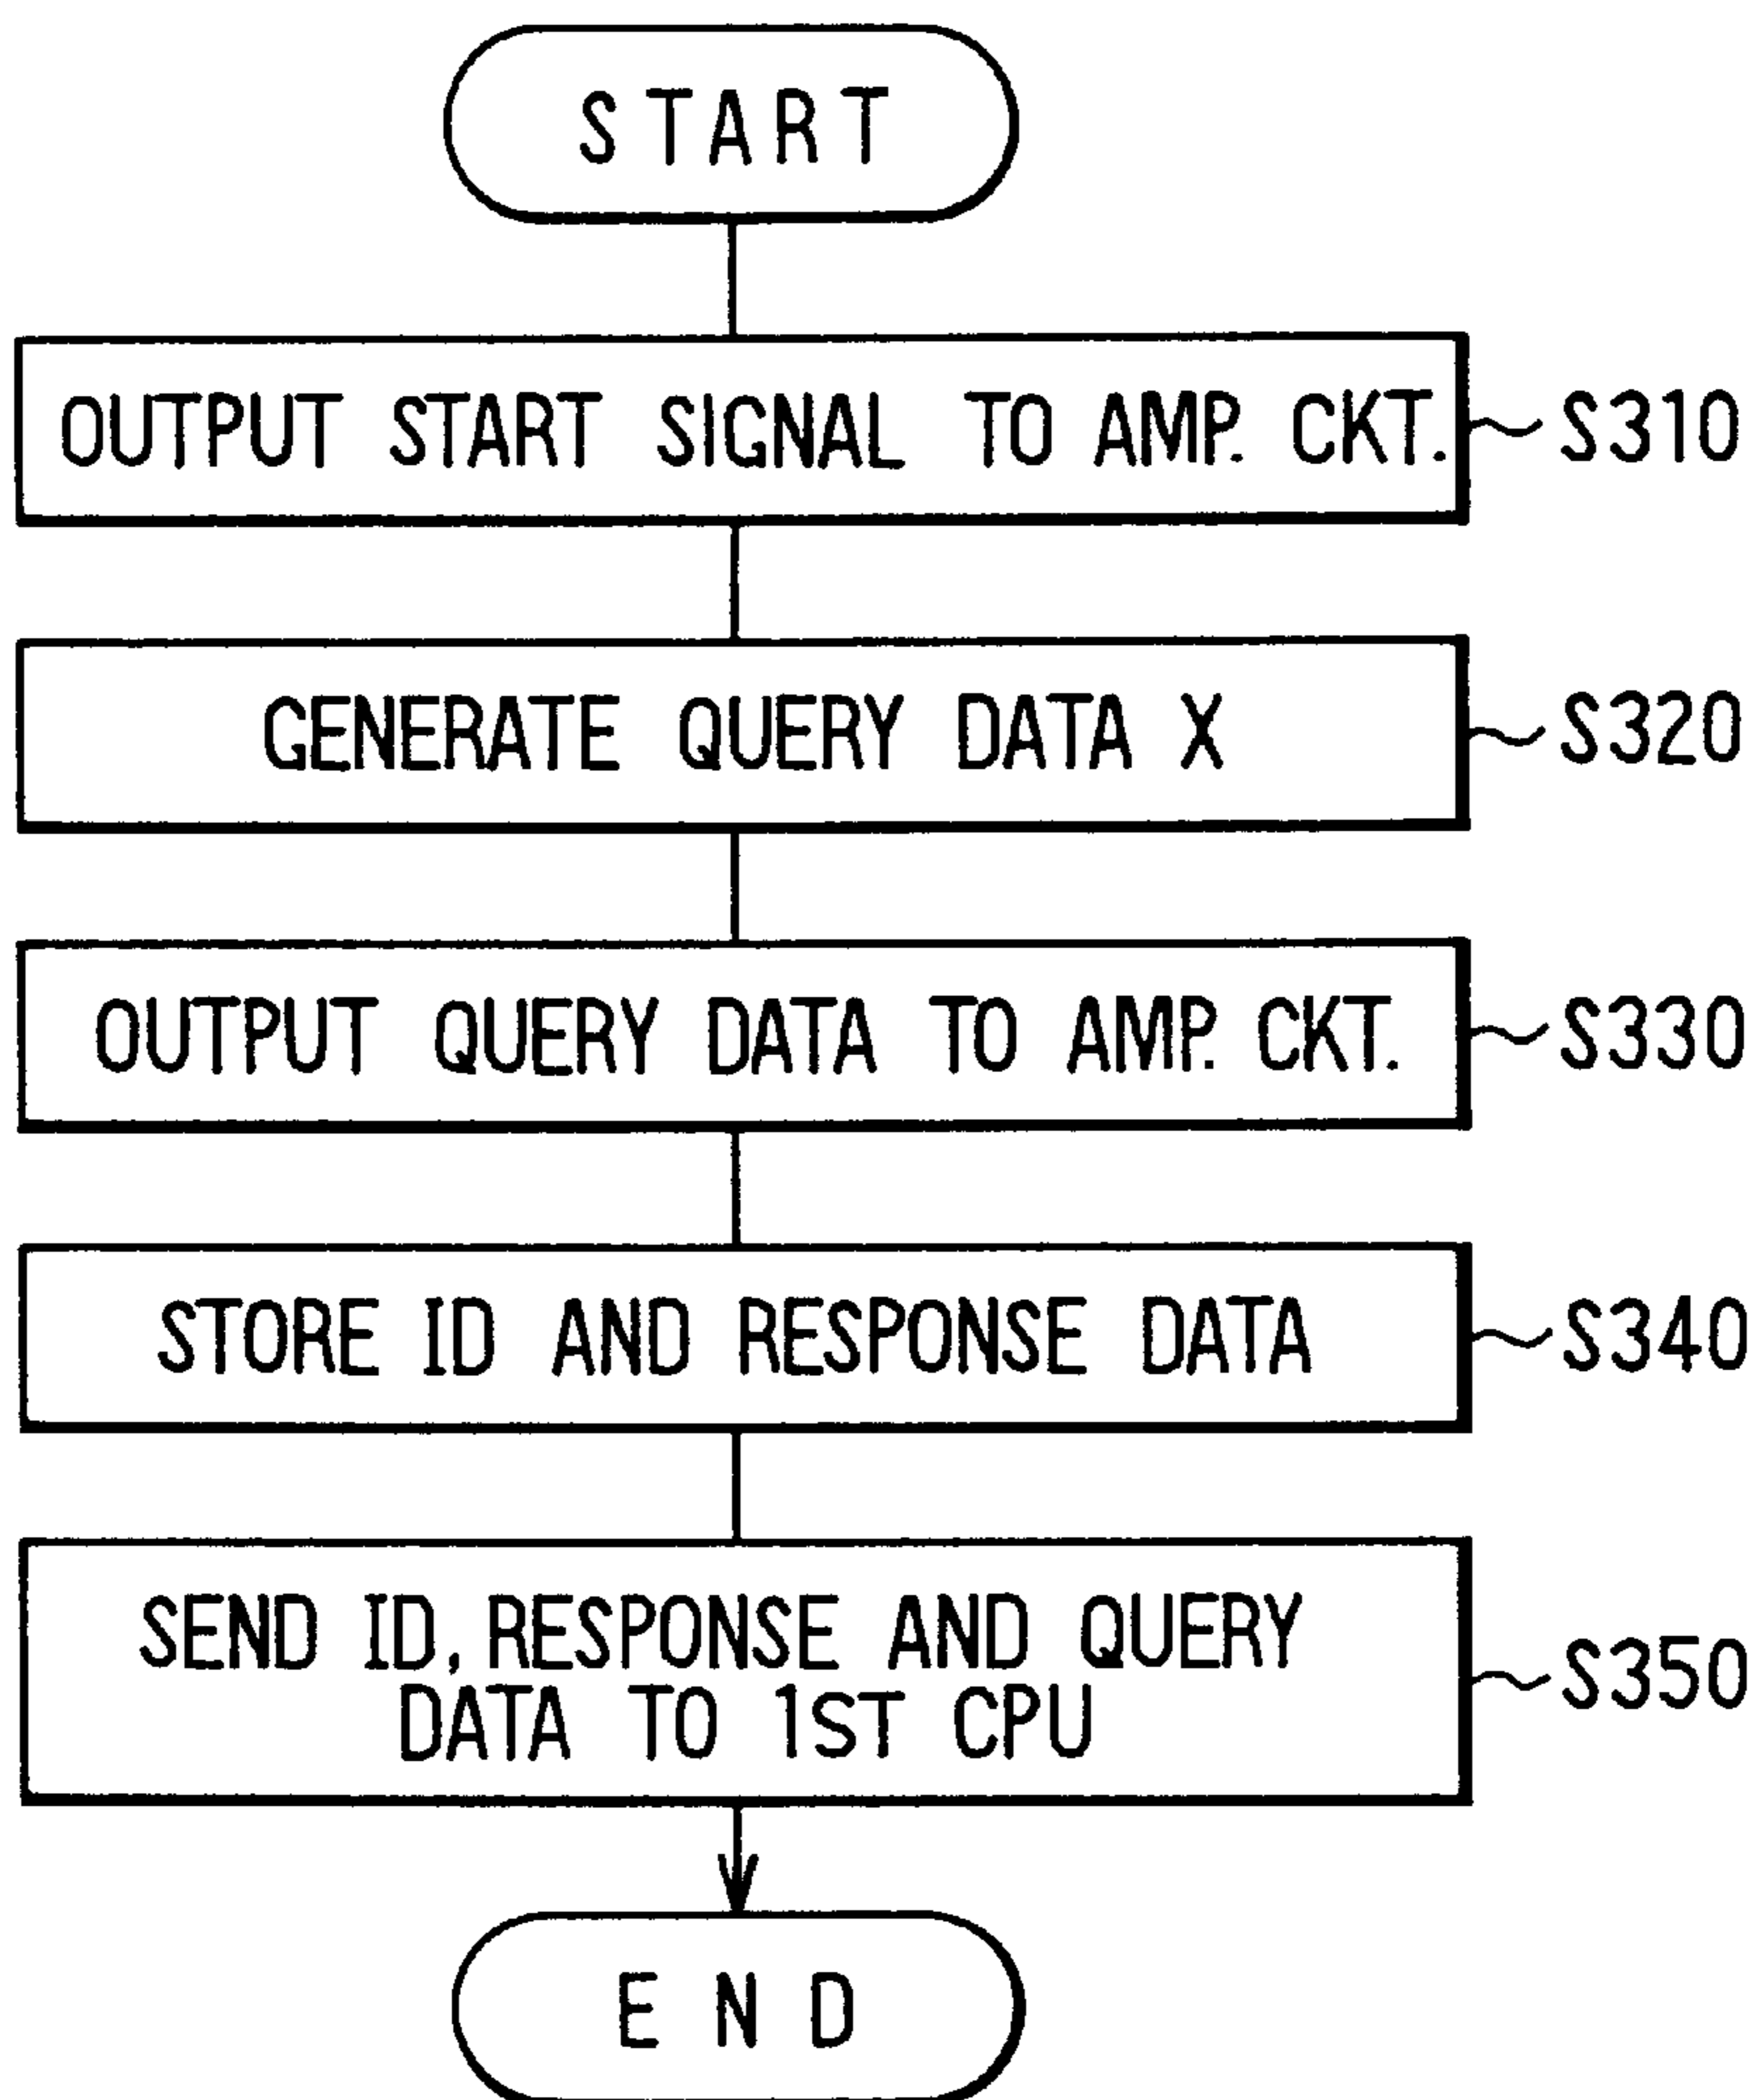 START
OUTPUT START SIGNAL TO AMP. CKT. S310
GENERATE QUERY DATA X S320
OUTPUT QUERY DATA TO AMP. CKT. S330
STORE ID AND RESPONSE DATA S340
SEND ID, RESPONSE AND QUERY
DATA TO 1ST CPU
S350
END